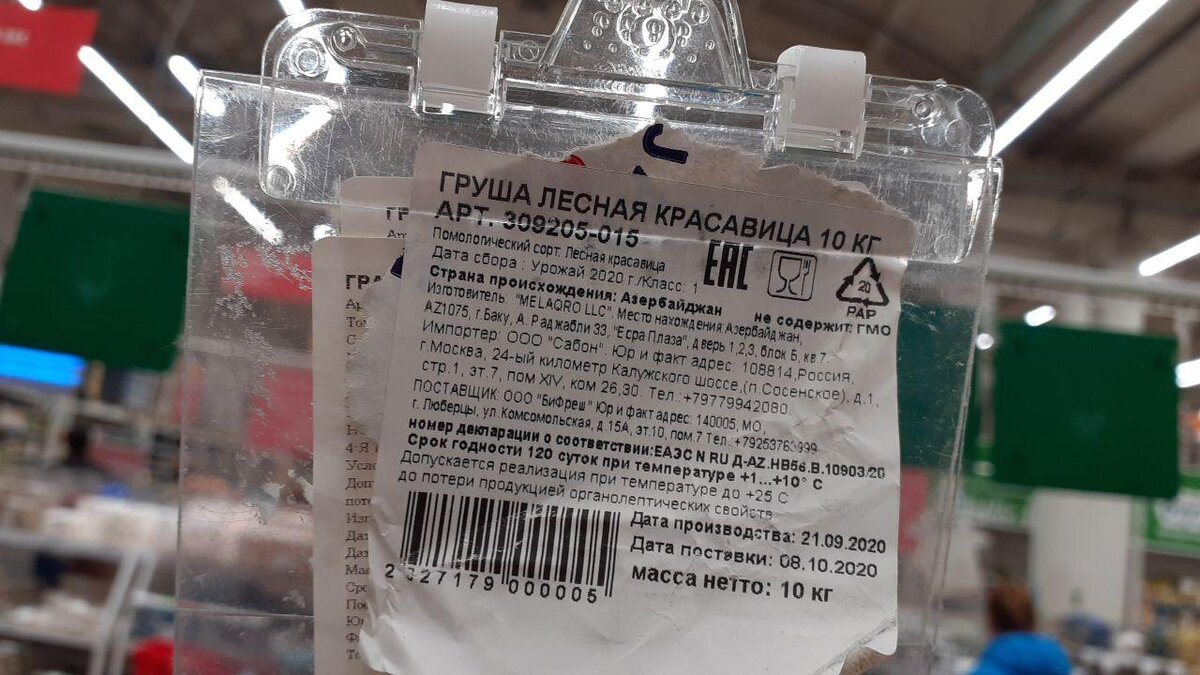 ГРУША ЛЕСНАЯ КРАСАВИЦА 10 КГ
АРТ. 309205-015
Помологический сорт: Лесная красавица
Дата сбора : Урожай 2020 г./Класс: 1
EAC
20
PAP
Страна происхождения: Азербайджан
не содержит: ГМО
Изготовитель: "MELAQRO LLC", Место нахождения:Азербайджан,
AZ1075, г.Баку, А. Раджабли 33, "Есра Плаза", дверь 1,2,3, блок Б, кв.7.
Импортер: ООО "Сабон". Юр и факт адрес: 108814,Россия,
г.Москва, 24-ый километр Калужского шоссе,(п.Сосенское), д.1,
стр.1, эт.7, пом XIV, ком 26,30. Тел.:+79779942080.
ПОСТАВЩИК: ООО "БиФреш" Юр и факт адрес: 140005, МО,
г. Люберцы, ул.Комсомольская, д.15А, эт.10, пом 7 Тел.:
номер декларации о соответствии:ЕАЭС N RU Д-AZ.НВ56.В.10903/20
Срок годности 120 суток при температуре +1...+10° С
Допускается реализация при температуре до +25 С
до потери продукцией органолептических свойств
Дата производства: 21.09.2020
Дата поставки: 08.10.2020
масса нетто: 10 кг
2 327179 000005
ГР
ГРА